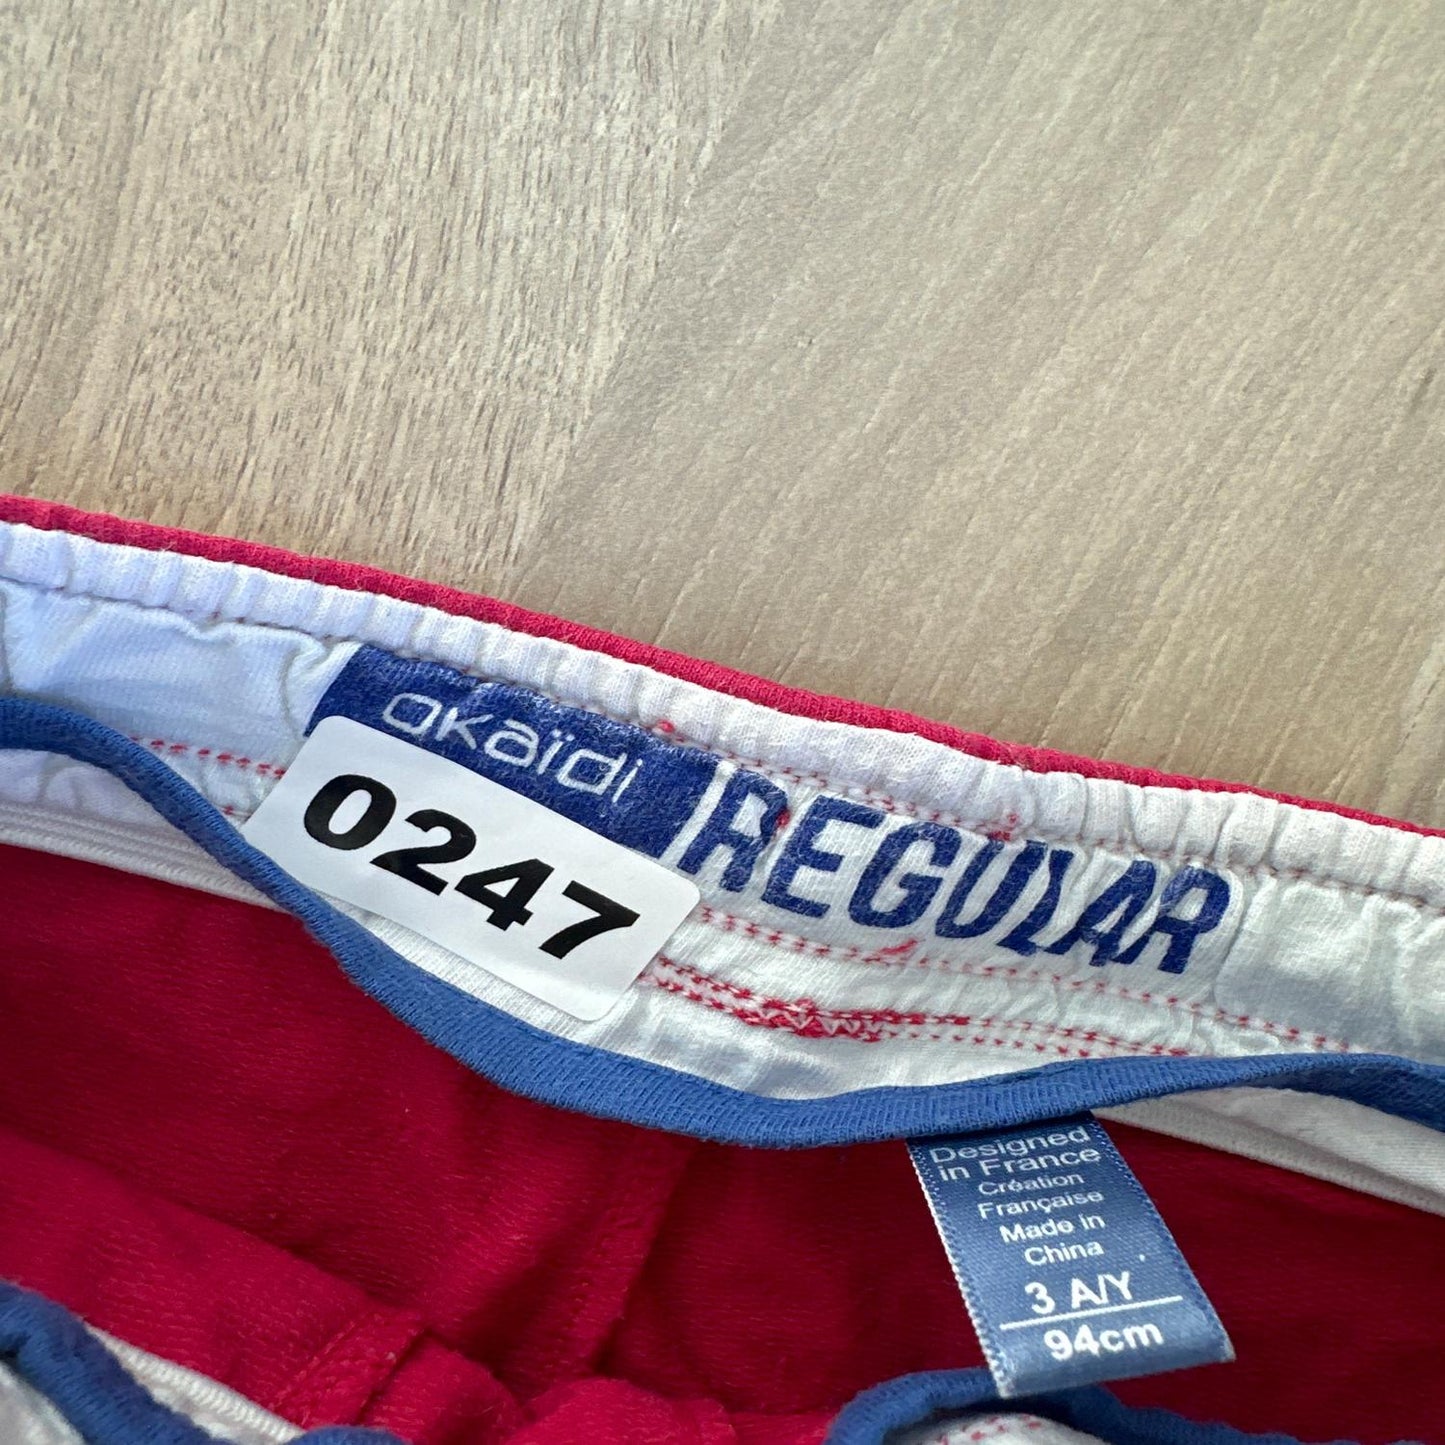 okaïdi REGULAR
0247
Designed
in France
Création
Française
Made in
China
3 A/Y
94cm